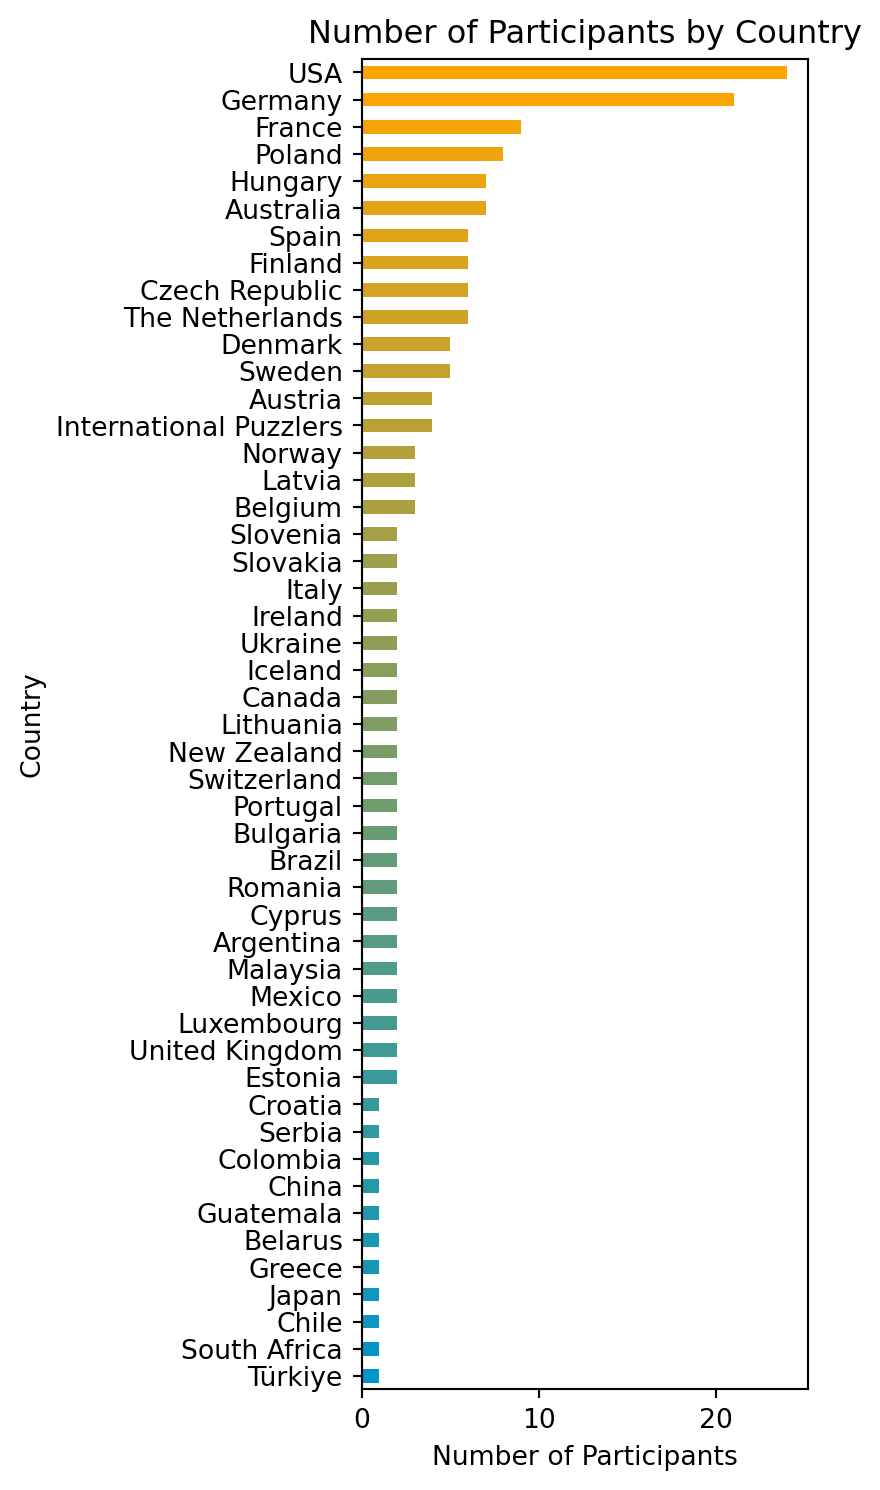 Number of Participants by Country
USA
Germany
France
Poland
Hungary
Australia
Spain
Finland
Czech Republic
The Netherlands
Denmark
Sweden
Austria
International Puzzlers
Norway
Latvia
Belgium
Slovenia
Slovakia
Italy
Ireland
Ukraine
Iceland
Canada
Lithuania
New Zealand
Switzerland
Portugal
Bulgaria
Brazil
Romania
Cyprus
Argentina
Malaysia
Mexico
Luxembourg
United Kingdom
Estonia
Croatia
Serbia
Colombia
China
Guatemala
Belarus
Greece
Japan
Chile
South Africa
Türkiye
Country
0 10 20
Number of Participants